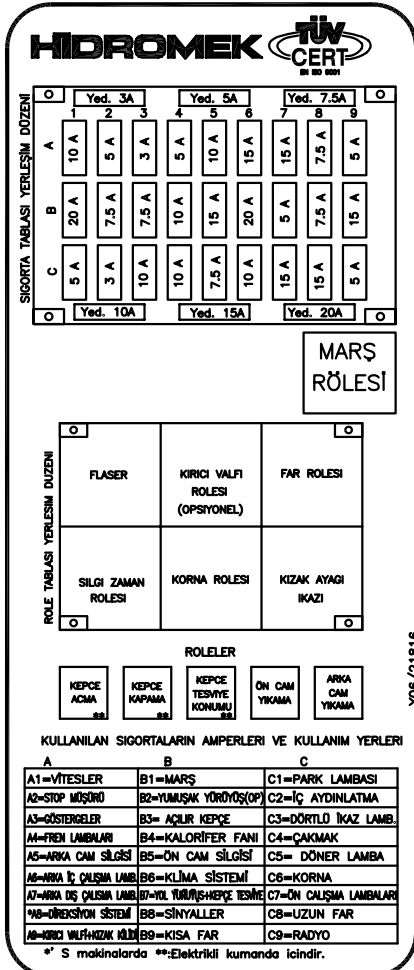 HİDROMEK TÜV CERT
EN ISO 9001
SIGORTA TABLASI YERLEŞİM DÜZENİ
Yed. 3A Yed. 5A Yed. 7.5A
1 2 3 4 5 6 7 8 9
A 10 A 5 A 3 A 5 A 10 A 15 A 15 A 7.5 A 5 A
B 20 A 7.5 A 7.5 A 10 A 15 A 20 A 5 A 7.5 A 15 A
C 5 A 3 A 10 A 10 A 7.5 A 10 A 15 A 15 A 5 A
Yed. 10A Yed. 15A Yed. 20A
MARŞ
RÖLESİ
ROLE TABLASI YERLESIM DUZENI
FLASER
KIRICI VALFI
ROLESI
(OPSIYONEL)
FAR ROLESI
SILGI ZAMAN
ROLESI
KORNA ROLESI
KIZAK AYAGI
IKAZI
ROLELER
KEPCE
ACMA
**
KEPCE
KAPAMA
**
KEPCE
TESVIYE
KONUMU
**
ÖN CAM
YIKAMA
ARKA
CAM
YIKAMA
Y06/21816
KULLANILAN SIGORTALARIN AMPERLERI VE KULLANIM YERLERI
A B C
A1=VİTESLER B1=MARŞ C1=PARK LAMBASI
A2=STOP MÜŞÜRÜ B2=YUMUŞAK YÜRÜYÜŞ(OP) C2=İÇ AYDINLATMA
A3=GÖSTERGELER B3= AÇILIR KEPÇE C3=DÖRTLÜ İKAZ LAMB.
A4=FREN LAMBALARI B4=KALORİFER FANI C4=ÇAKMAK
A5=ARKA CAM SİLGİSİ B5=ÖN CAM SİLGİSİ C5= DÖNER LAMBA
A6=ARKA İÇ ÇALIŞMA LAMB. B6=KLİMA SİSTEMİ C6=KORNA
A7=ARKA DIŞ ÇALISMA LAMB. B7=YOL YÜRÜYÜŞ+KEPÇE TESVİYE C7=ÖN CALIŞMA LAMBALARI
*A8=DİREKSİYON SİSTEMİ B8=SİNYALLER C8=UZUN FAR
A9=KIRICI VALFİ+KIZAK KİLİDİ B9=KISA FAR C9=RADYO
*' S makinalarda **:Elektrikli kumanda icindir.